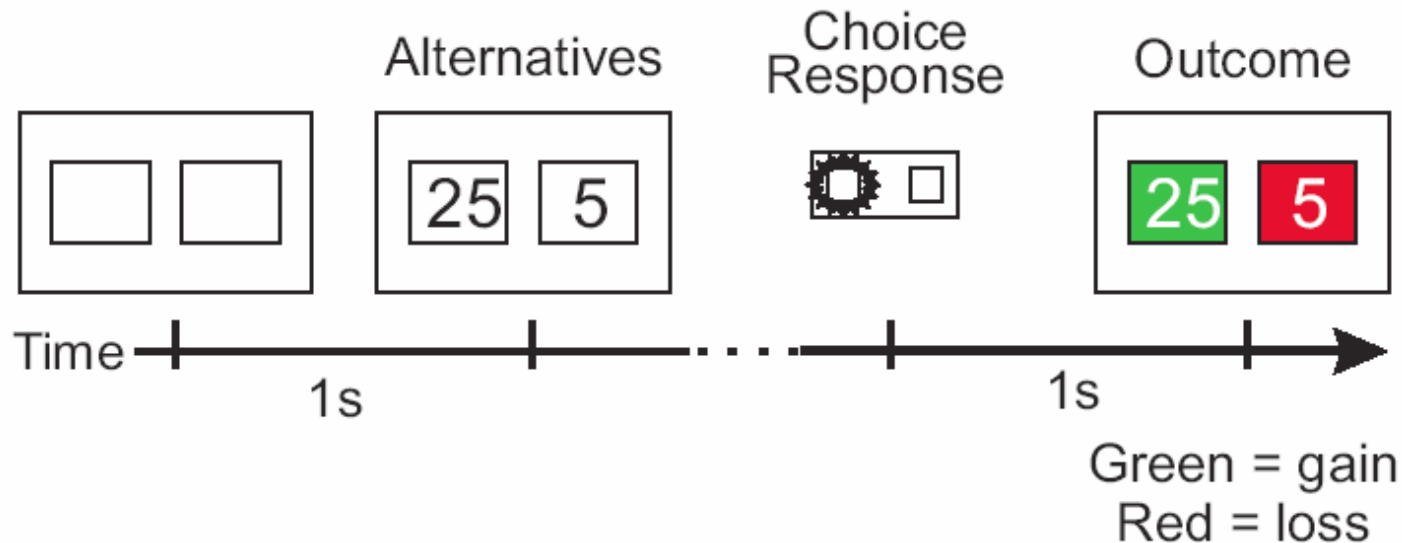 Alternatives
Choice
Response
Outcome
25 5
25 5
Time
1s
1s
Green = gain
Red = loss